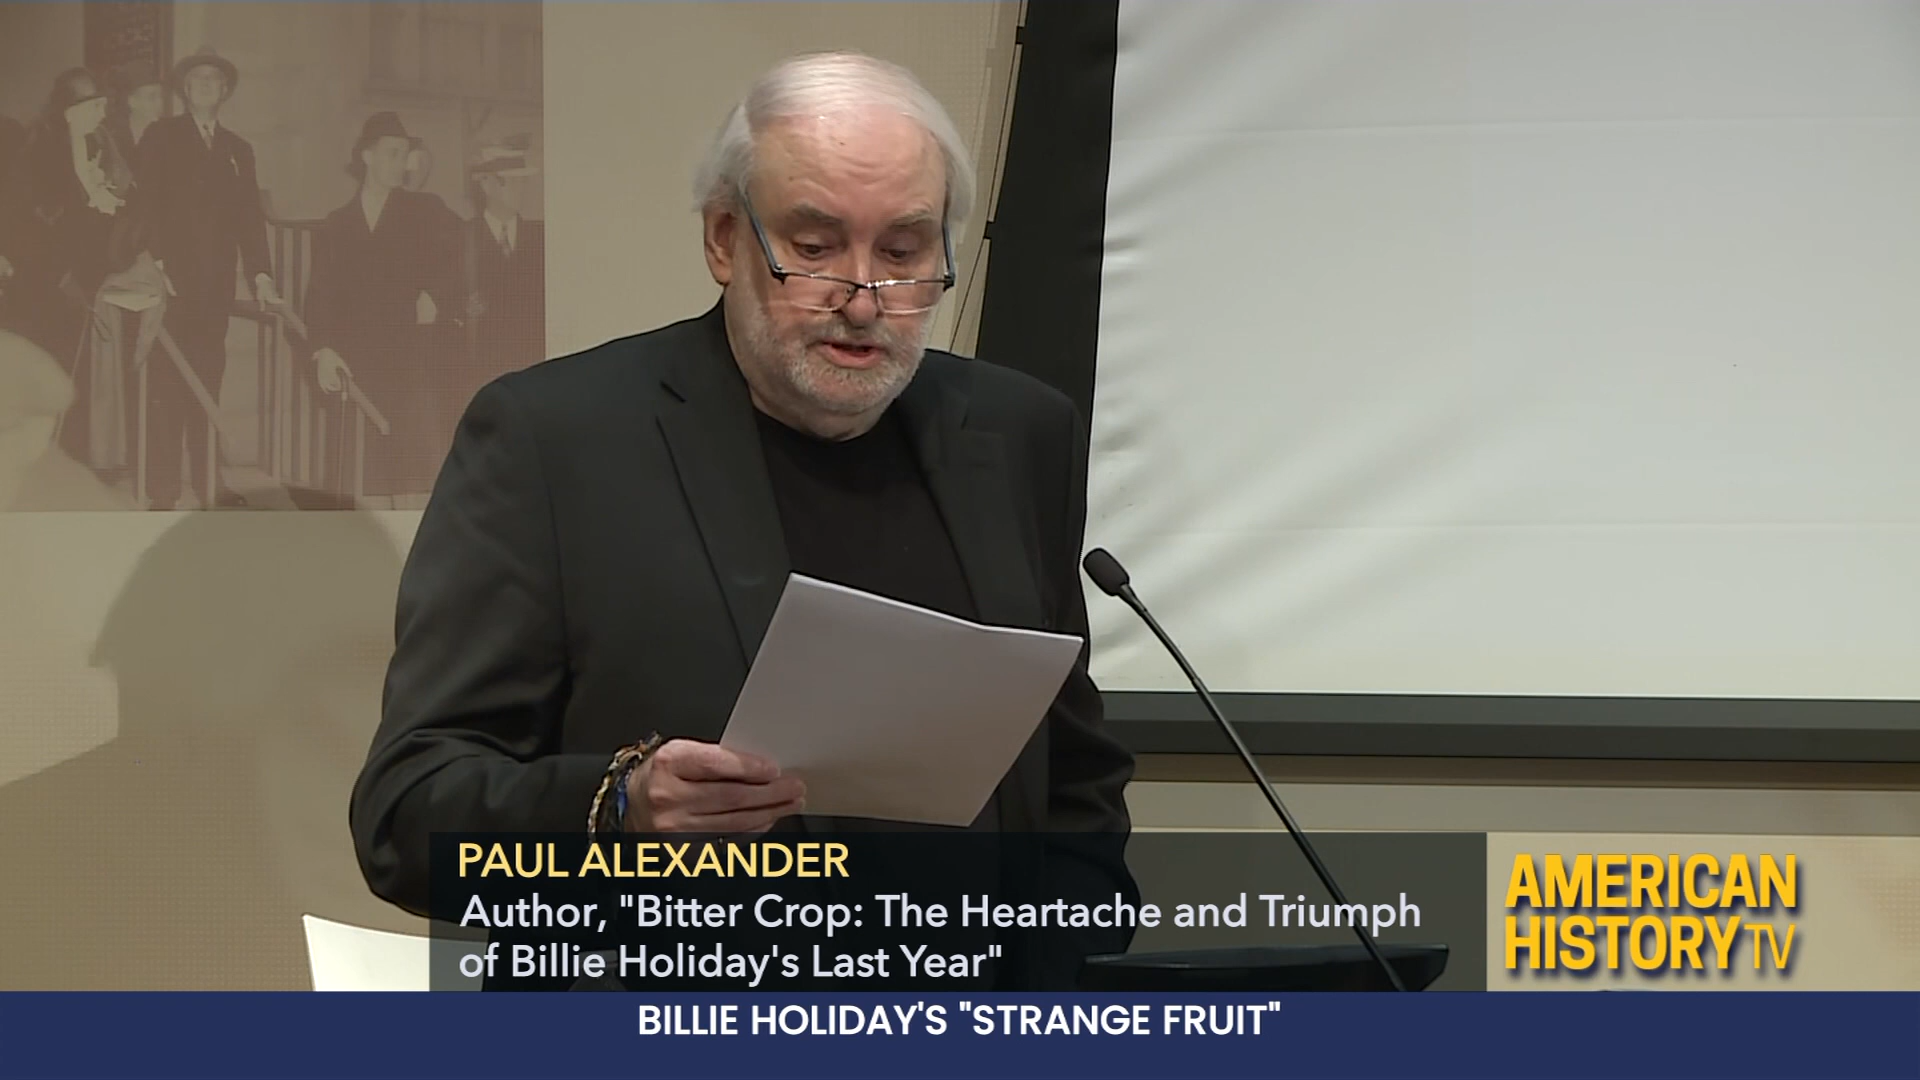 PAUL ALEXANDER
Author, "Bitter Crop: The Heartache and Triumph
of Billie Holiday's Last Year"
AMERICAN
HISTORY TV
BILLIE HOLIDAY'S "STRANGE FRUIT"